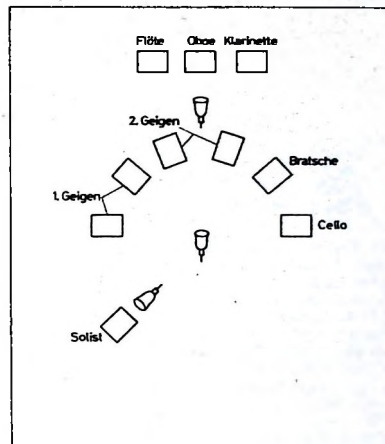 Flöte Oboe Klarinette
2. Geigen
Bratsche
1. Geigen
Cello
Solist